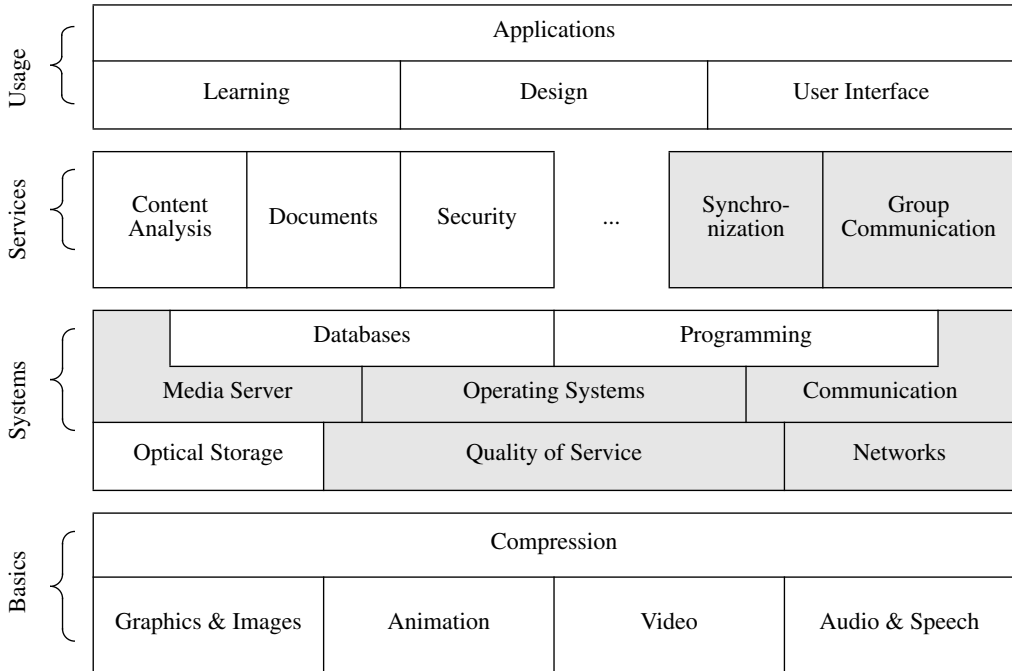 Usage
Applications
Learning
Design
User Interface
Services
Content
Analysis
Documents
Security
...
Synchro-
nization
Group
Communication
Systems
Databases
Programming
Media Server
Operating Systems
Communication
Optical Storage
Quality of Service
Networks
Basics
Compression
Graphics & Images
Animation
Video
Audio & Speech